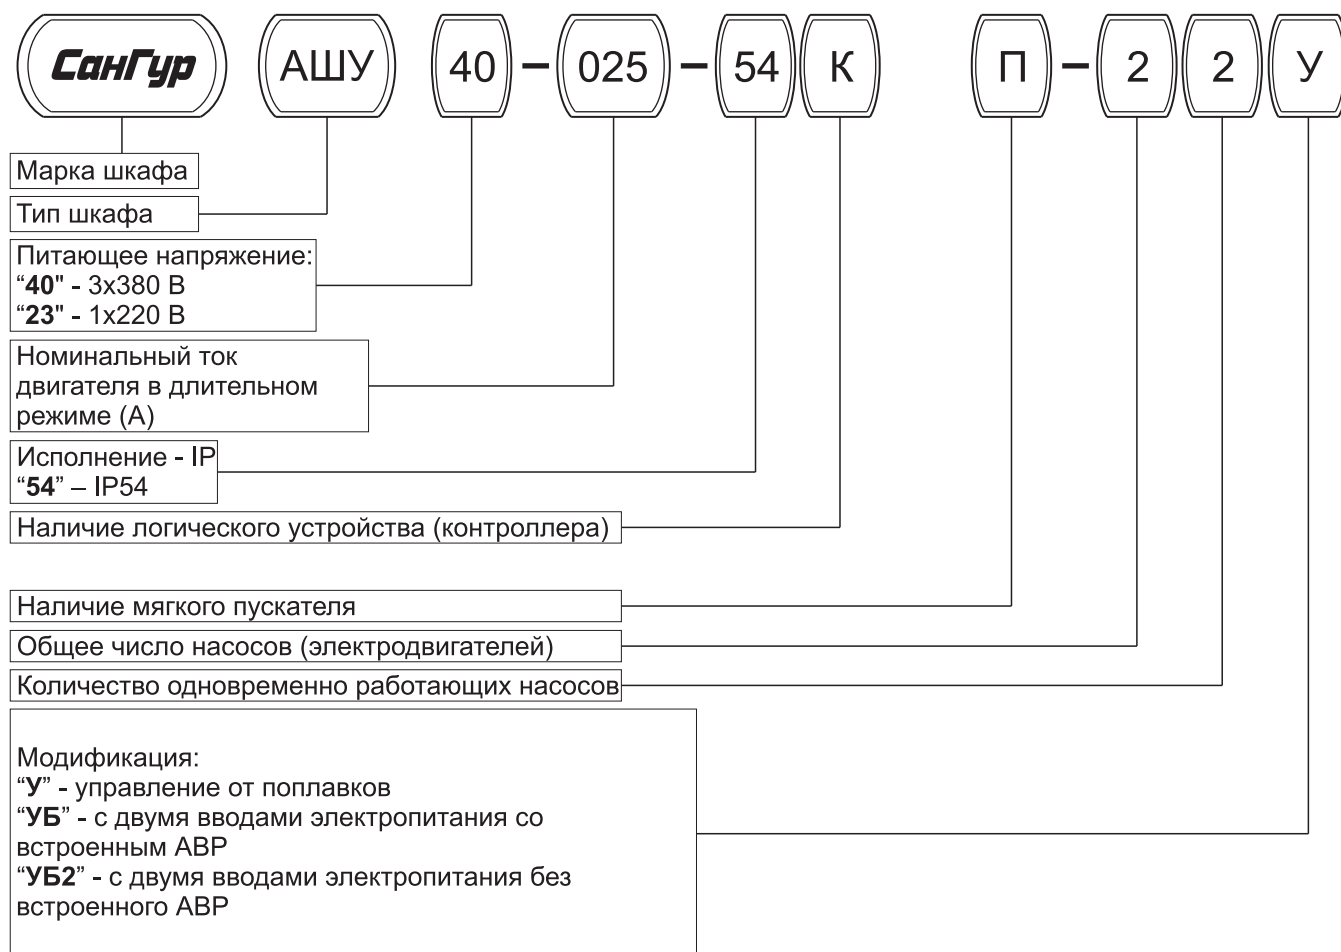 СанГур АШУ 40 – 025 – 54 К П – 2 2 У
Марка шкафа
Тип шкафа
Питающее напряжение:
“40" - 3x380 В
“23" - 1x220 В
Номинальный ток
двигателя в длительном
режиме (А)
Исполнение - IP
“54” – IP54
Наличие логического устройства (контроллера)
Наличие мягкого пускателя
Общее число насосов (электродвигателей)
Количество одновременно работающих насосов
Модификация:
“У” - управление от поплавков
“УБ” - с двумя вводами электропитания со
встроенным АВР
“УБ2” - с двумя вводами электропитания без
встроенного АВР